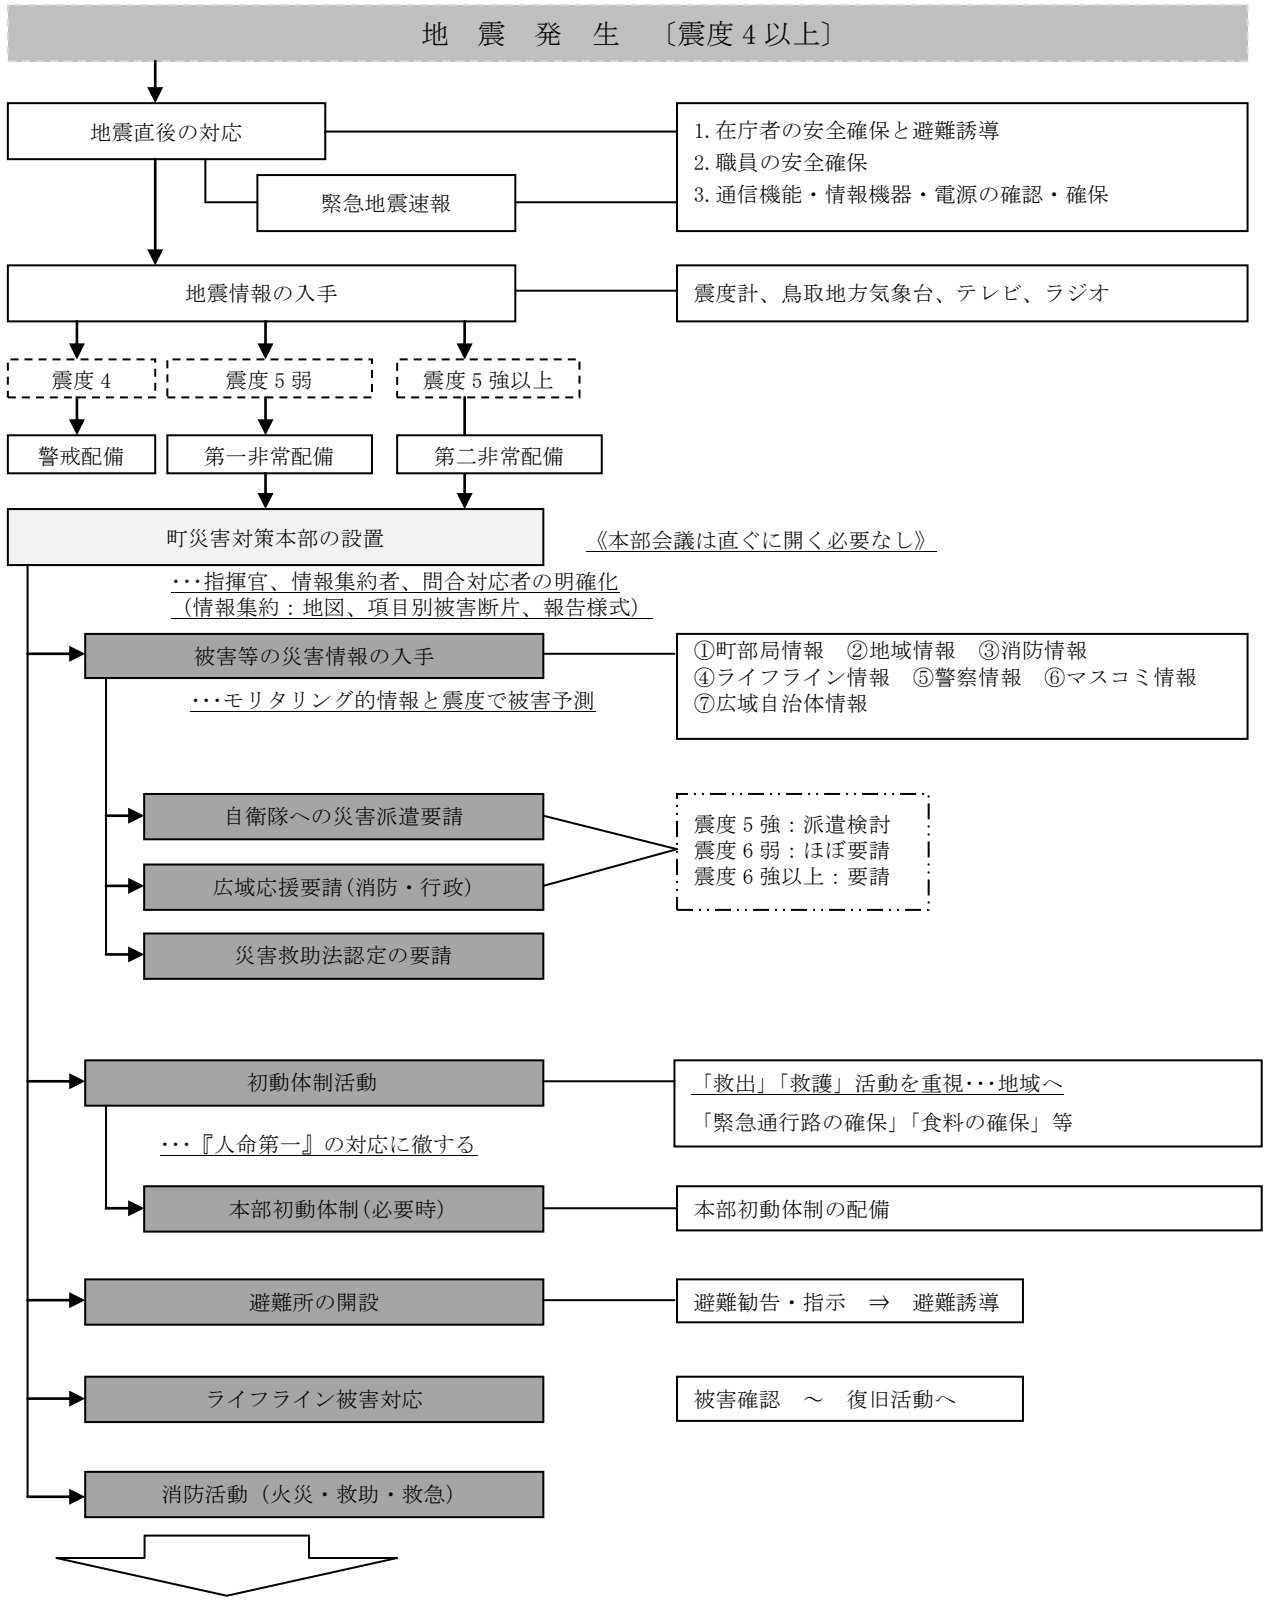 地　震　発　生　〔震度４以上〕
地震直後の対応
1.在庁者の安全確保と避難誘導
2.職員の安全確保
3.通信機能・情報機器・電源の確認・確保
緊急地震速報
地震情報の入手
震度計、鳥取地方気象台、テレビ、ラジオ
震度４
震度５弱
震度５強以上
警戒配備
第一非常配備
第二非常配備
町災害対策本部の設置
《本部会議は直ぐに開く必要なし》
･･･指揮官、情報集約者、問合対応者の明確化
（情報集約：地図、項目別被害断片、報告様式）
被害等の災害情報の入手
①町部局情報　②地域情報　③消防情報
④ライフライン情報　⑤警察情報　⑥マスコミ情報
⑦広域自治体情報
･･･モリタリング的情報と震度で被害予測
自衛隊への災害派遣要請
広域応援要請(消防・行政)
災害救助法認定の要請
震度５強：派遣検討
震度６弱：ほぼ要請
震度６強以上：要請
初動体制活動
「救出」「救護」活動を重視･･･地域へ
「緊急通行路の確保」「食料の確保」等
･･･『人命第一』の対応に徹する
本部初動体制(必要時)
本部初動体制の配備
避難所の開設
避難勧告・指示　⇒　避難誘導
ライフライン被害対応
被害確認　～　復旧活動へ
消防活動（火災・救助・救急）